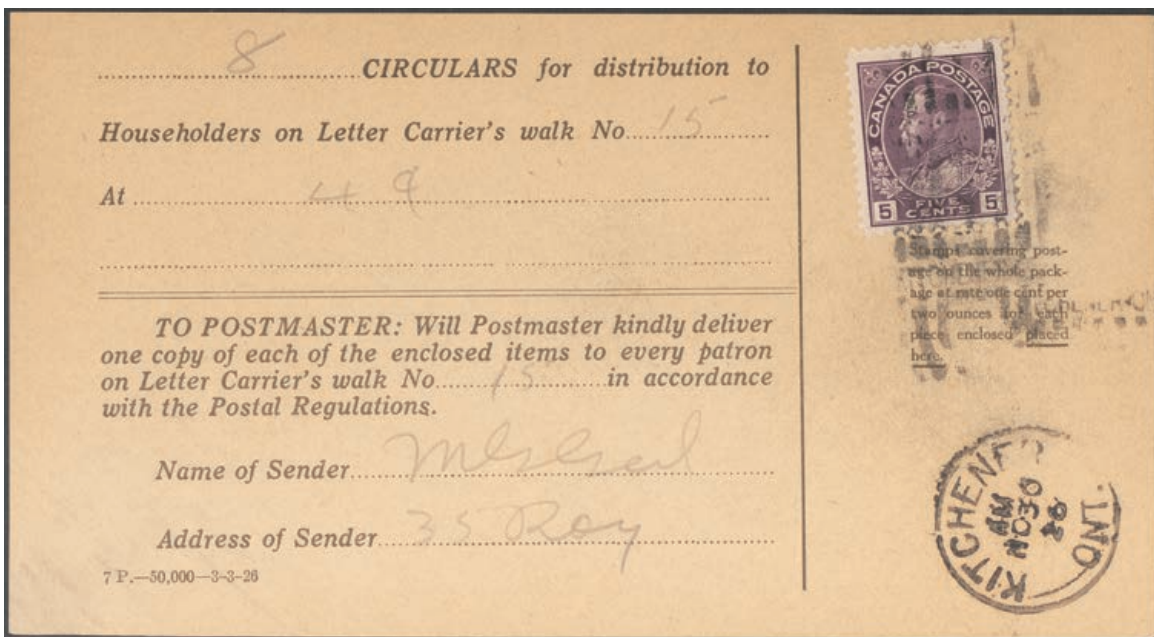 8 CIRCULARS for distribution to
Householders on Letter Carrier's walk No. 15
At 49
TO POSTMASTER: Will Postmaster kindly deliver
one copy of each of the enclosed items to every patron
on Letter Carrier's walk No. 15 in accordance
with the Postal Regulations.
Name of Sender
Address of Sender 35 Roy
7 P.—50,000—3-3-26
CANADA POSTAGE
5 FIVE CENTS 5
Stamps covering post-
age on the whole pack-
age at rate one cent per
two ounces for each
piece enclosed placed
here.
KITCHENER ONT.
AM
NO 30
26